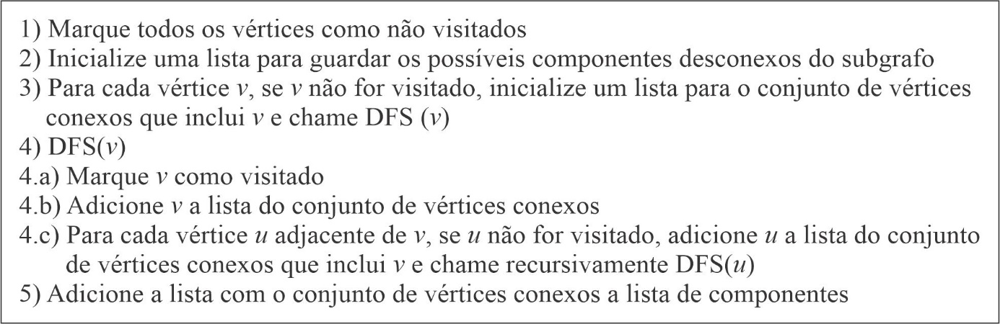 1) Marque todos os vértices como não visitados
2) Inicialize uma lista para guardar os possíveis componentes desconexos do subgrafo
3) Para cada vértice v, se v não for visitado, inicialize um lista para o conjunto de vértices
conexos que inclui v e chame DFS (v)
4) DFS(v)
4.a) Marque v como visitado
4.b) Adicione v a lista do conjunto de vértices conexos
4.c) Para cada vértice u adjacente de v, se u não for visitado, adicione u a lista do conjunto
de vértices conexos que inclui v e chame recursivamente DFS(u)
5) Adicione a lista com o conjunto de vértices conexos a lista de componentes